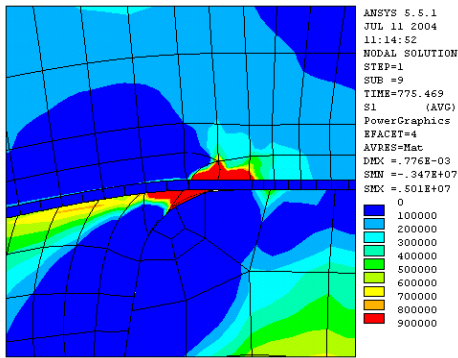 ANSYS 5.5.1
JUL 11 2004
11:14:52
NODAL SOLUTION
STEP=1
SUB =9
TIME=775.469
S1 (AVG)
PowerGraphics
EFACET=4
AVRES=Mat
DMX =.776E-03
SMN =-.347E+07
SMX =.501E+07
0
100000
200000
300000
400000
500000
600000
700000
800000
900000